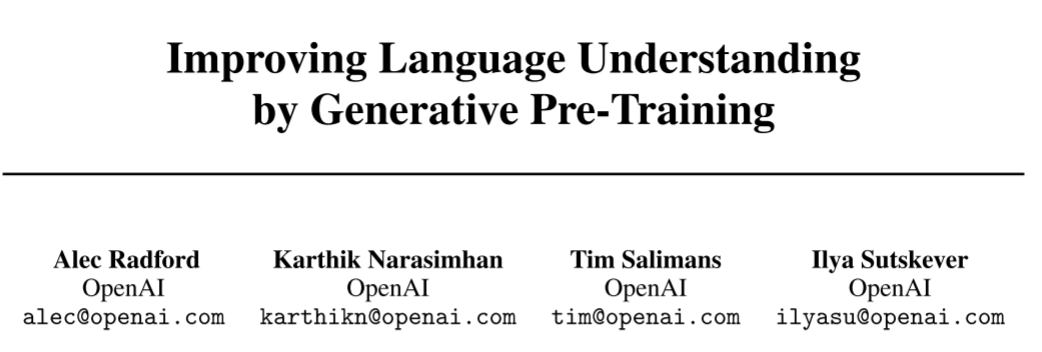 Improving Language Understanding
by Generative Pre-Training
Alec Radford Karthik Narasimhan Tim Salimans Ilya Sutskever
OpenAI OpenAI OpenAI OpenAI
alec@openai.com karthikn@openai.com tim@openai.com ilyasu@openai.com